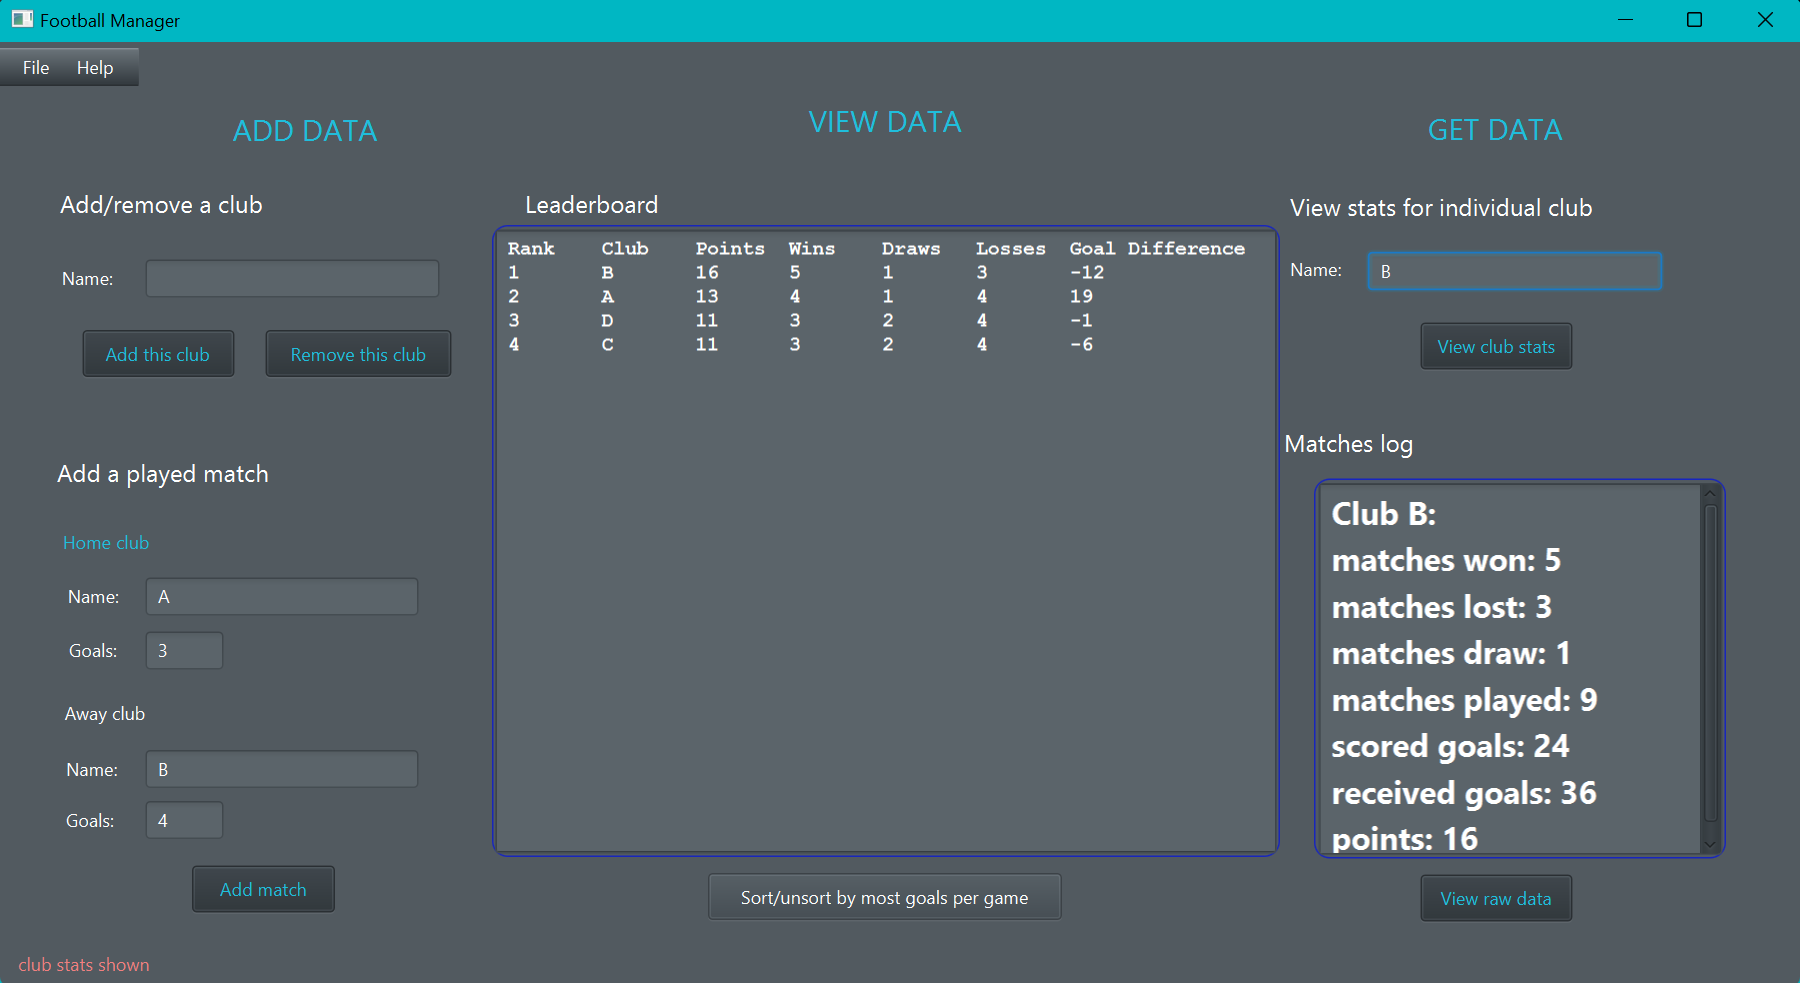 Football Manager
File Help
ADD DATA
Add/remove a club
Name:
Add this club Remove this club
Add a played match
Home club
Name: A
Goals: 3
Away club
Name: B
Goals: 4
Add match
club stats shown
VIEW DATA
Leaderboard
Rank Club Points Wins Draws Losses Goal Difference
1 B 16 5 1 3 -12
2 A 13 4 1 4 19
3 D 11 3 2 4 -1
4 C 11 3 2 4 -6
Sort/unsort by most goals per game
GET DATA
View stats for individual club
Name: B
View club stats
Matches log
Club B:
matches won: 5
matches lost: 3
matches draw: 1
matches played: 9
scored goals: 24
received goals: 36
points: 16
View raw data